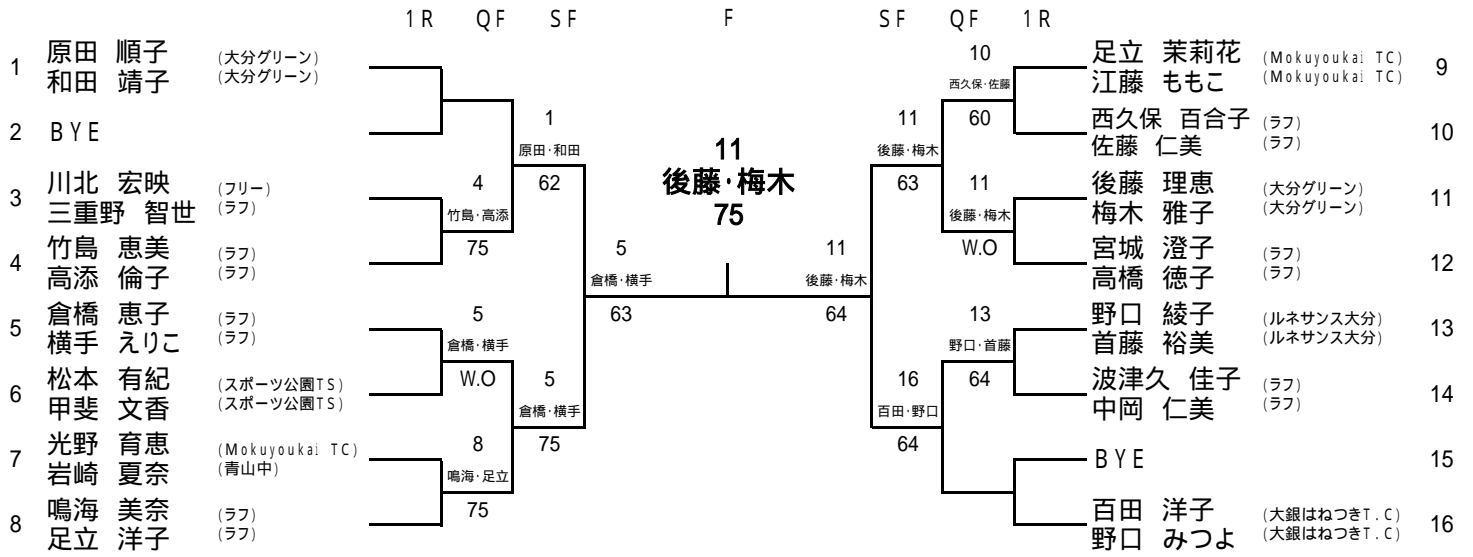 1R QF SF F SF QF 1R
1 原田 順子 (大分グリーン)
和田 靖子 (大分グリーン)
2 BYE
3 川北 宏映 (フリー)
三重野 智世 (ラフ)
4 竹島 恵美 (ラフ)
高添 倫子 (ラフ)
5 倉橋 恵子 (ラフ)
横手 えりこ (ラフ)
6 松本 有紀 (スポーツ公園TS)
甲斐 文香 (スポーツ公園TS)
7 光野 育恵 (Mokuyoukai TC)
岩崎 夏奈 (青山中)
8 鳴海 美奈 (ラフ)
足立 洋子 (ラフ)
4
竹島・高添
75
5
倉橋・横手
W.O
8
鳴海・足立
75
1
原田・和田
62
5
倉橋・横手
75
5
倉橋・横手
63
11
後藤・梅木
75
11
後藤・梅木
64
11
後藤・梅木
63
16
百田・野口
64
10
西久保・佐藤
60
11
後藤・梅木
W.O
13
野口・首藤
64
足立 茉莉花 (Mokuyoukai TC) 9
江藤 ももこ (Mokuyoukai TC)
西久保 百合子 (ラフ) 10
佐藤 仁美 (ラフ)
後藤 理恵 (大分グリーン) 11
梅木 雅子 (大分グリーン)
宮城 澄子 (ラフ) 12
高橋 徳子 (ラフ)
野口 綾子 (ルネサンス大分) 13
首藤 裕美 (ルネサンス大分)
波津久 佳子 (ラフ) 14
中岡 仁美 (ラフ)
BYE 15
百田 洋子 (大銀はねつきT.C) 16
野口 みつよ (大銀はねつきT.C)